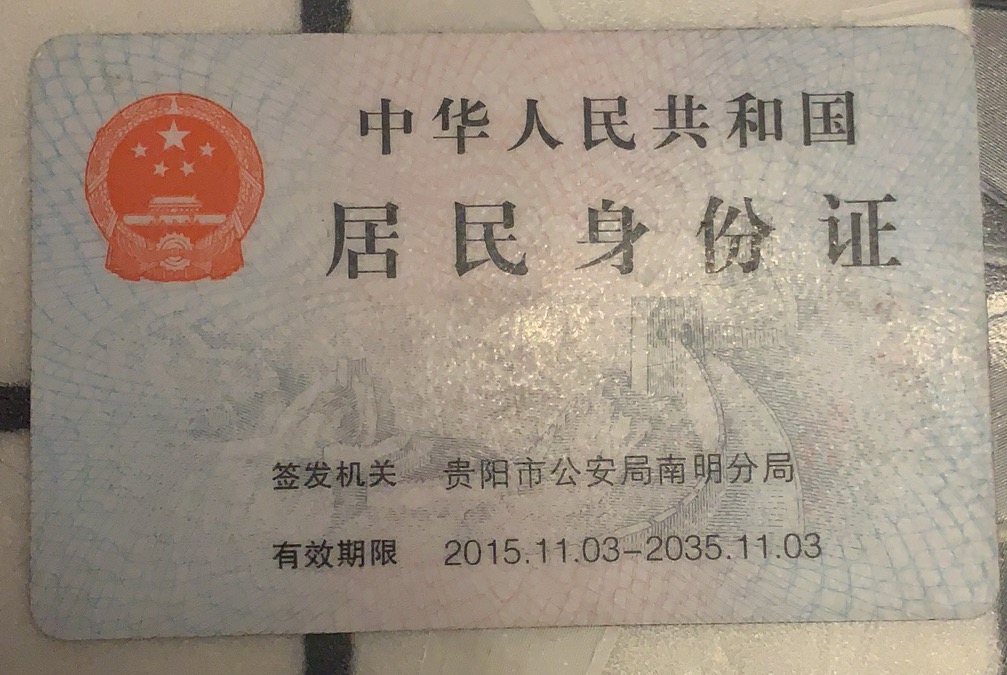 中华人民共和国
居民身份证
签发机关 贵阳市公安局南明分局
有效期限 2015.11.03-2035.11.03